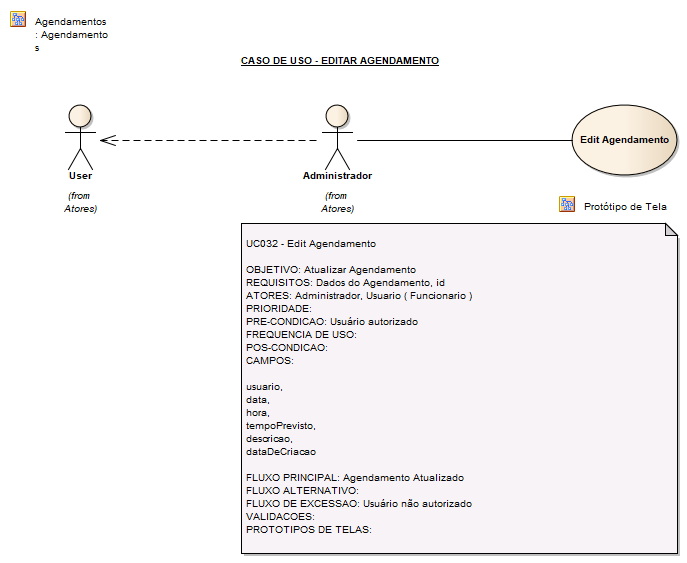 Agendamentos
: Agendamento
s
CASO DE USO - EDITAR AGENDAMENTO
User
(from
Atores)
Administrador
(from
Atores)
Edit Agendamento
Protótipo de Tela
UC032 - Edit Agendamento
OBJETIVO: Atualizar Agendamento
REQUISITOS: Dados do Agendamento, id
ATORES: Administrador, Usuario ( Funcionario )
PRIORIDADE:
PRE-CONDICAO: Usuário autorizado
FREQUENCIA DE USO:
POS-CONDICAO:
CAMPOS:
usuario,
data,
hora,
tempoPrevisto,
descricao,
dataDeCriacao
FLUXO PRINCIPAL: Agendamento Atualizado
FLUXO ALTERNATIVO:
FLUXO DE EXCESSAO: Usuário não autorizado
VALIDACOES:
PROTOTIPOS DE TELAS: